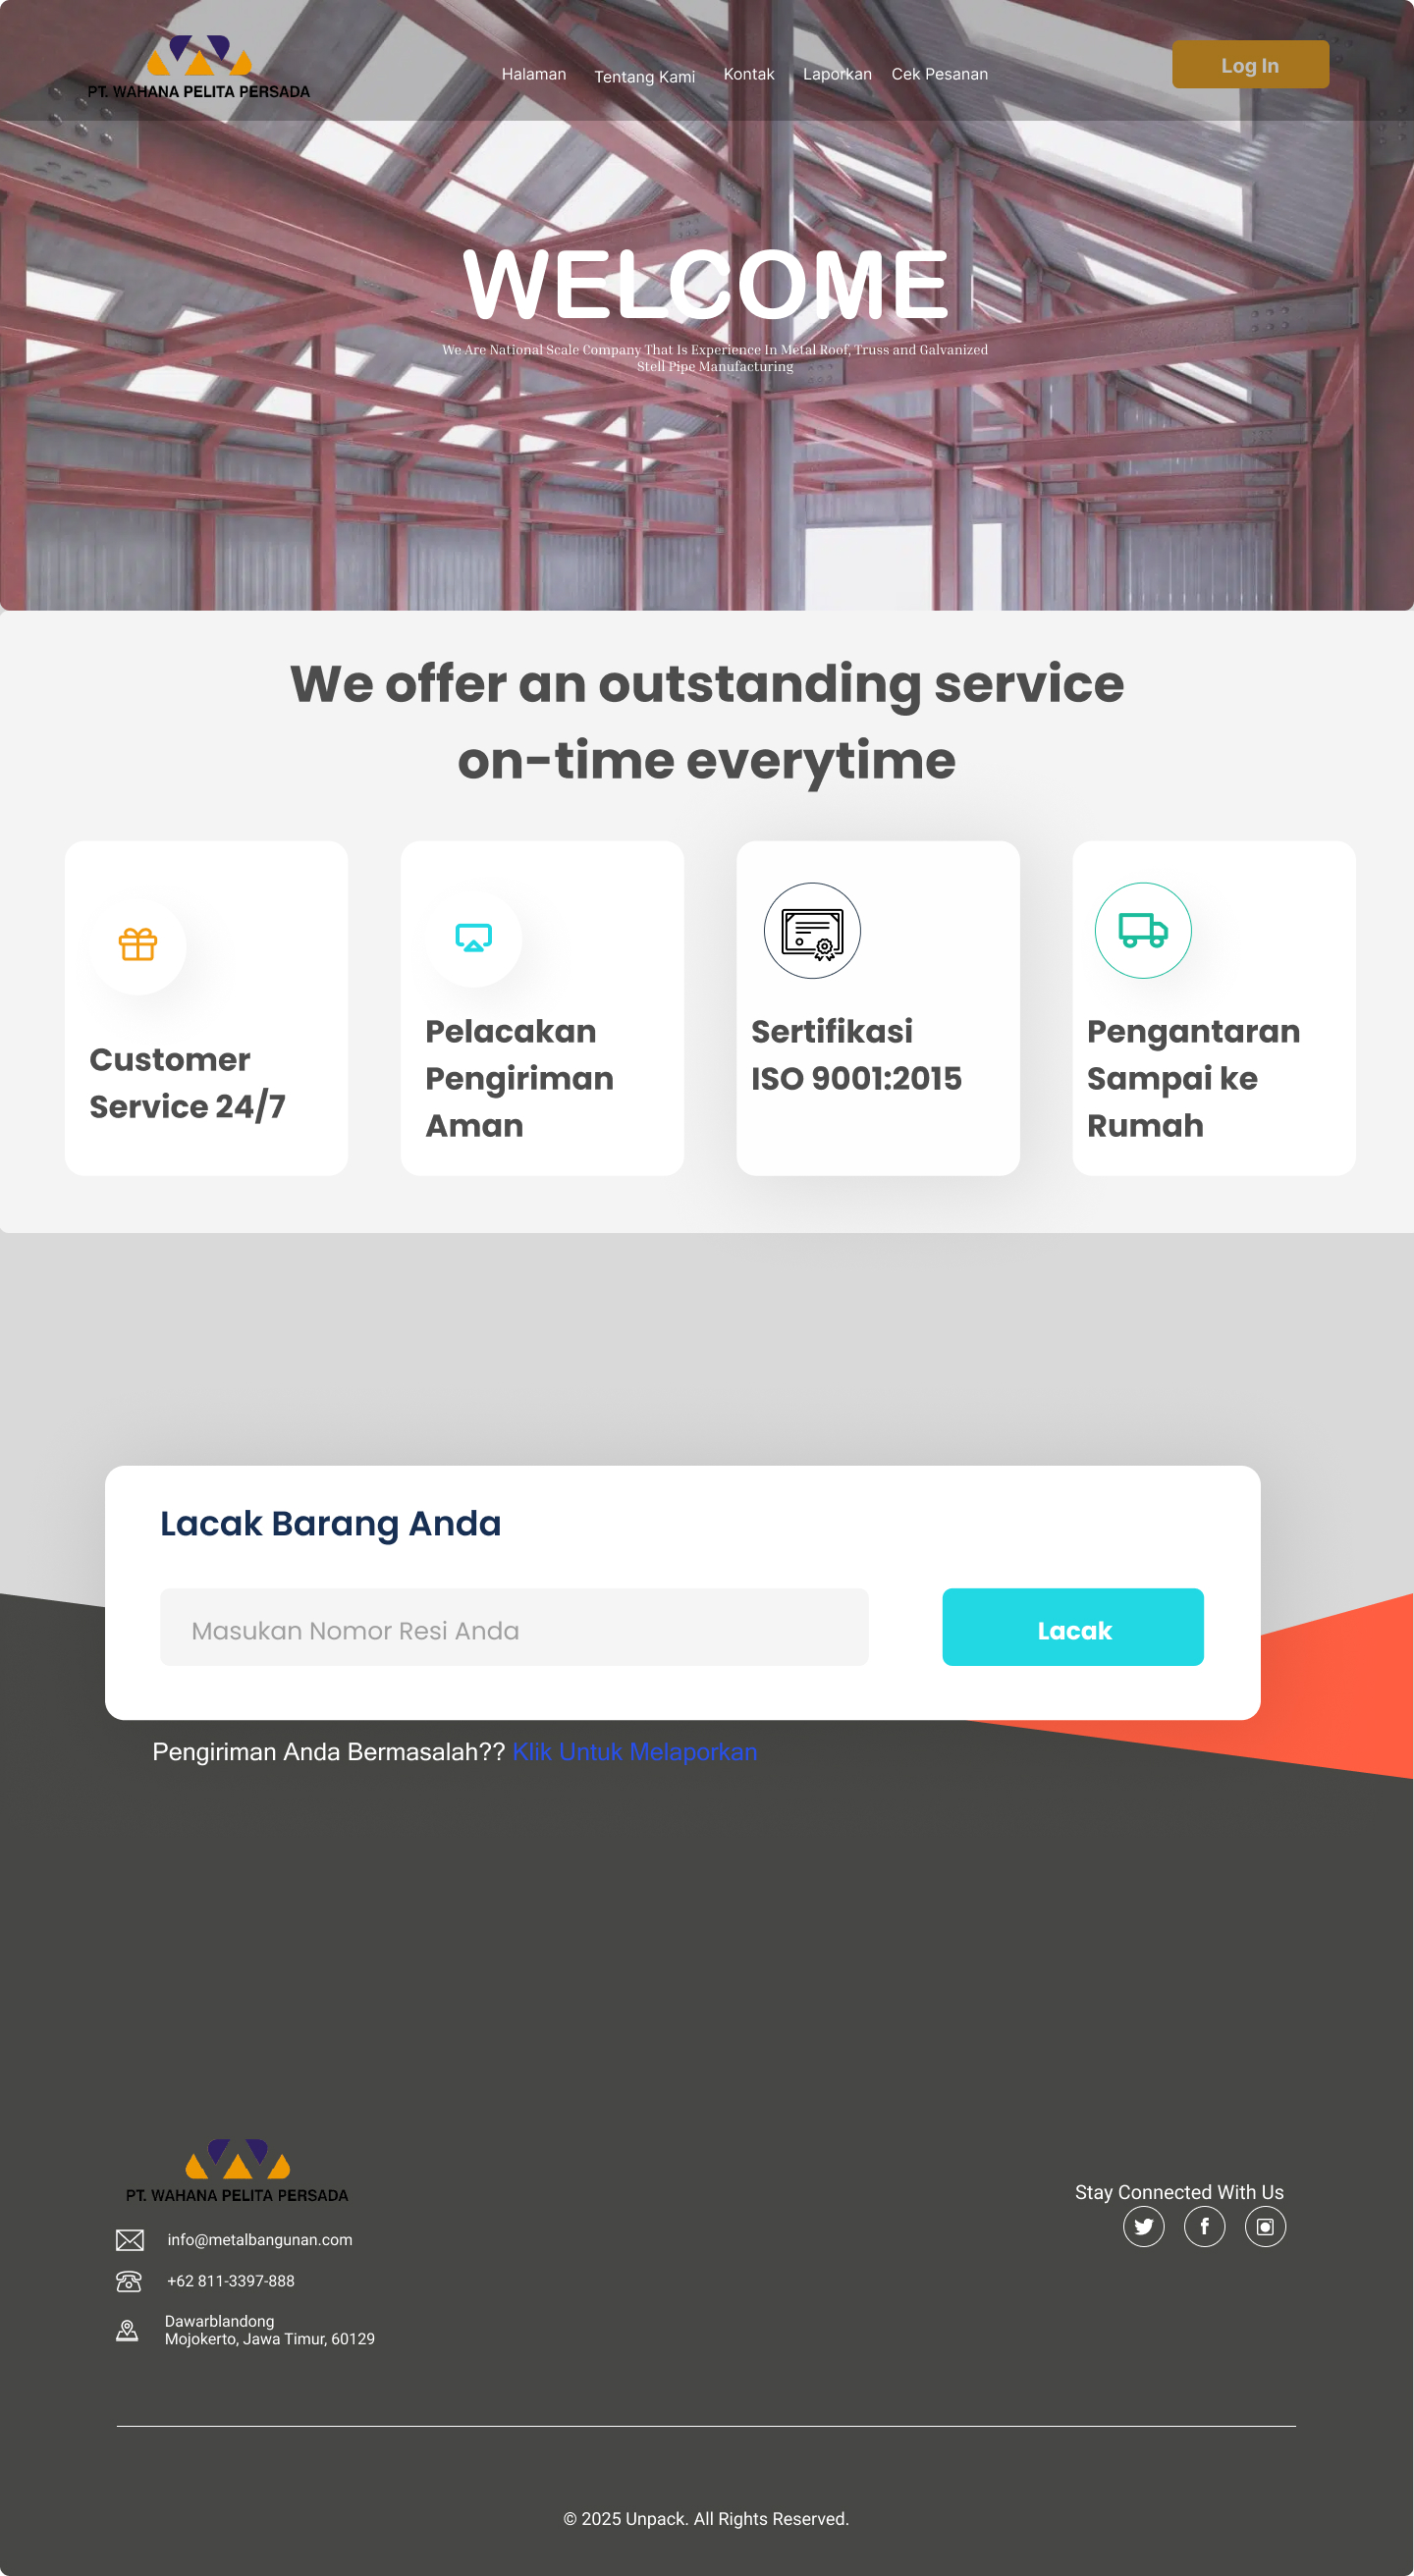 PT. WAHANA PELITA PERSADA
Halaman
Tentang Kami
Kontak
Laporkan
Cek Pesanan
Log In
WELCOME
We Are National Scale Company That Is Experience In Metal Roof, Truss and Galvanized
Stell Pipe Manufacturing
We offer an outstanding service
on-time everytime
Customer
Service 24/7
Pelacakan
Pengiriman
Aman
Sertifikasi
ISO 9001:2015
Pengantaran
Sampai ke
Rumah
Lacak Barang Anda
Masukan Nomor Resi Anda
Lacak
Pengiriman Anda Bermasalah?? Klik Untuk Melaporkan
PT. WAHANA PELITA PERSADA
info@metalbangunan.com
+62 811-3397-888
Dawarblandong
Mojokerto, Jawa Timur, 60129
Stay Connected With Us
© 2025 Unpack. All Rights Reserved.